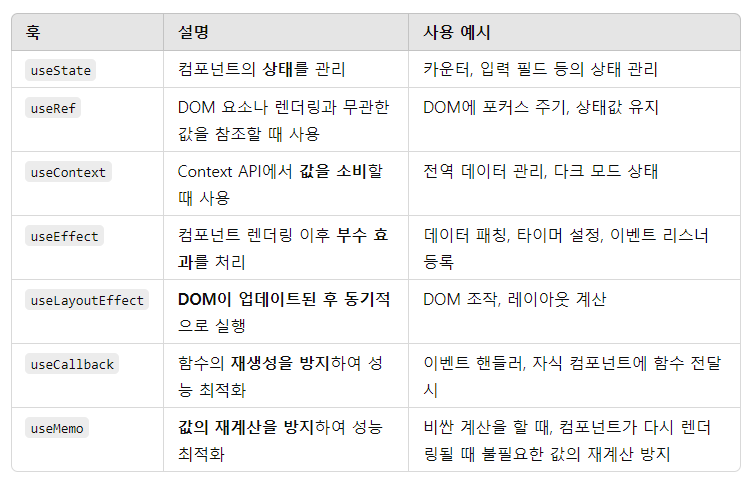 훅 설명 사용 예시
useState 컴포넌트의 상태를 관리 카운터, 입력 필드 등의 상태 관리
useRef DOM 요소나 렌더링과 무관한 DOM에 포커스 주기, 상태값 유지
값을 참조할 때 사용
useContext Context API에서 값을 소비할 전역 데이터 관리, 다크 모드 상태
때 사용
useEffect 컴포넌트 렌더링 이후 부수 효 데이터 패칭, 타이머 설정, 이벤트 리스너
과를 처리 등록
useLayoutEffect DOM이 업데이트된 후 동기적 DOM 조작, 레이아웃 계산
으로 실행
useCallback 함수의 재생성을 방지하여 성 이벤트 핸들러, 자식 컴포넌트에 함수 전달
능 최적화 시
useMemo 값의 재계산을 방지하여 성능 비싼 계산을 할 때, 컴포넌트가 다시 렌더
최적화 링될 때 불필요한 값의 재계산 방지